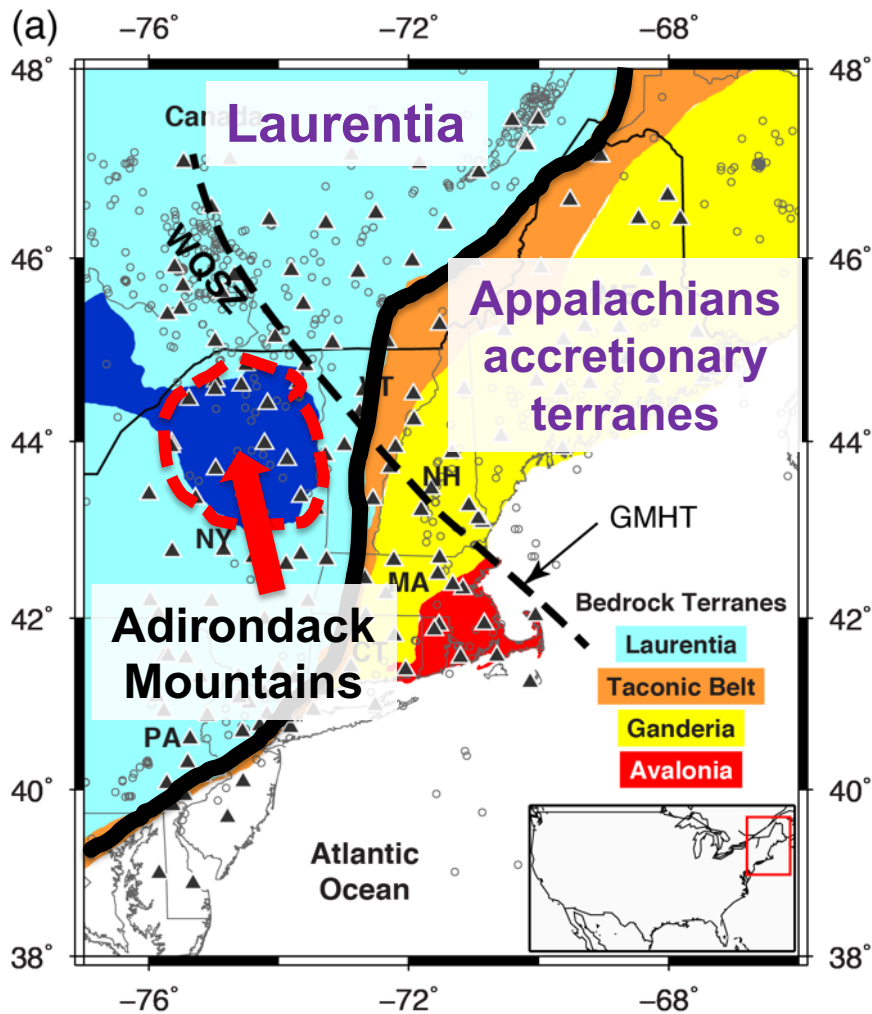 (a)
−76˚ −72˚ −68˚
48˚ 48˚
Canada
Laurentia
46˚ 46˚
WQSZ
Appalachians
accretionary
terranes
VT
44˚ 44˚
NH
GMHT
NY
MA
Bedrock Terranes
42˚ 42˚
Adirondack
Mountains
CT
Laurentia
Taconic Belt
Ganderia
Avalonia
PA
40˚ 40˚
Atlantic
Ocean
38˚ 38˚
−76˚ −72˚ −68˚